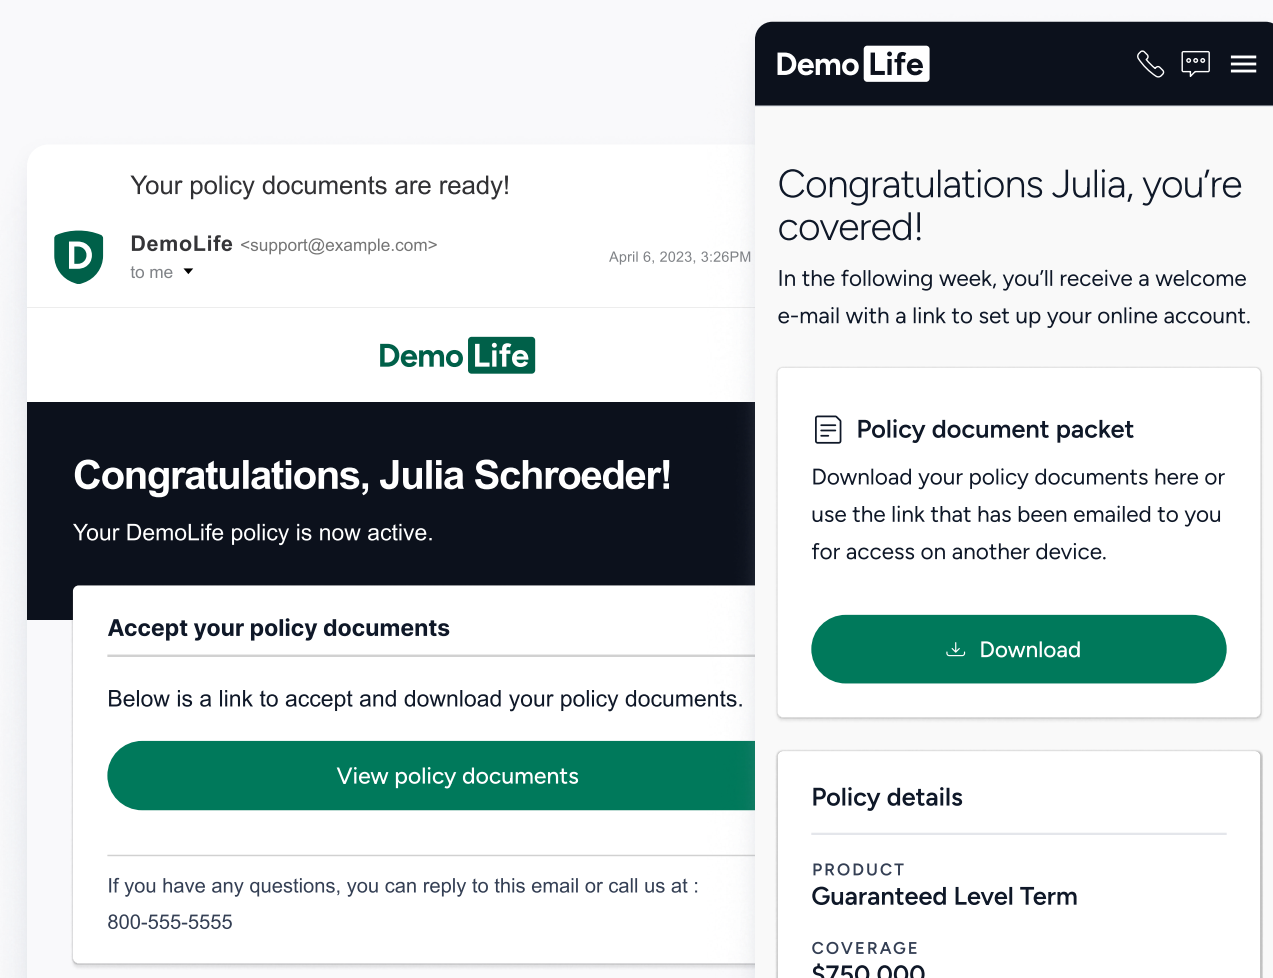 Your policy documents are ready!
D
DemoLife <support@example.com>
to me
April 6, 2023, 3:26PM
Demo Life
Congratulations, Julia Schroeder!
Your DemoLife policy is now active.
Accept your policy documents
Below is a link to accept and download your policy documents.
View policy documents
If you have any questions, you can reply to this email or call us at :
800-555-5555
Demo Life
Congratulations Julia, you’re
covered!
In the following week, you’ll receive a welcome
e-mail with a link to set up your online account.
Policy document packet
Download your policy documents here or
use the link that has been emailed to you
for access on another device.
Download
Policy details
PRODUCT
Guaranteed Level Term
COVERAGE
$750,000